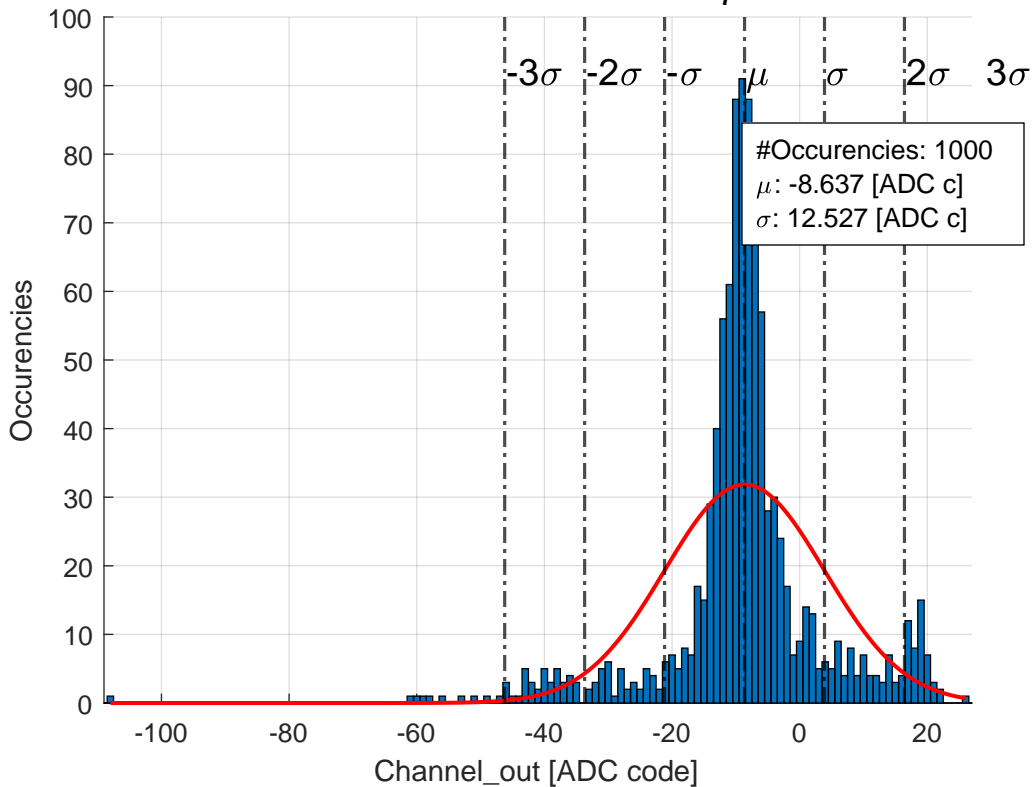 100
90
80
70
60
50
40
30
20
10
0
-3σ -2σ -σ μ σ 2σ 3σ
#Occurencies: 1000
μ: -8.637 [ADC c]
σ: 12.527 [ADC c]
Occurencies
-100 -80 -60 -40 -20 0 20
Channel_out [ADC code]